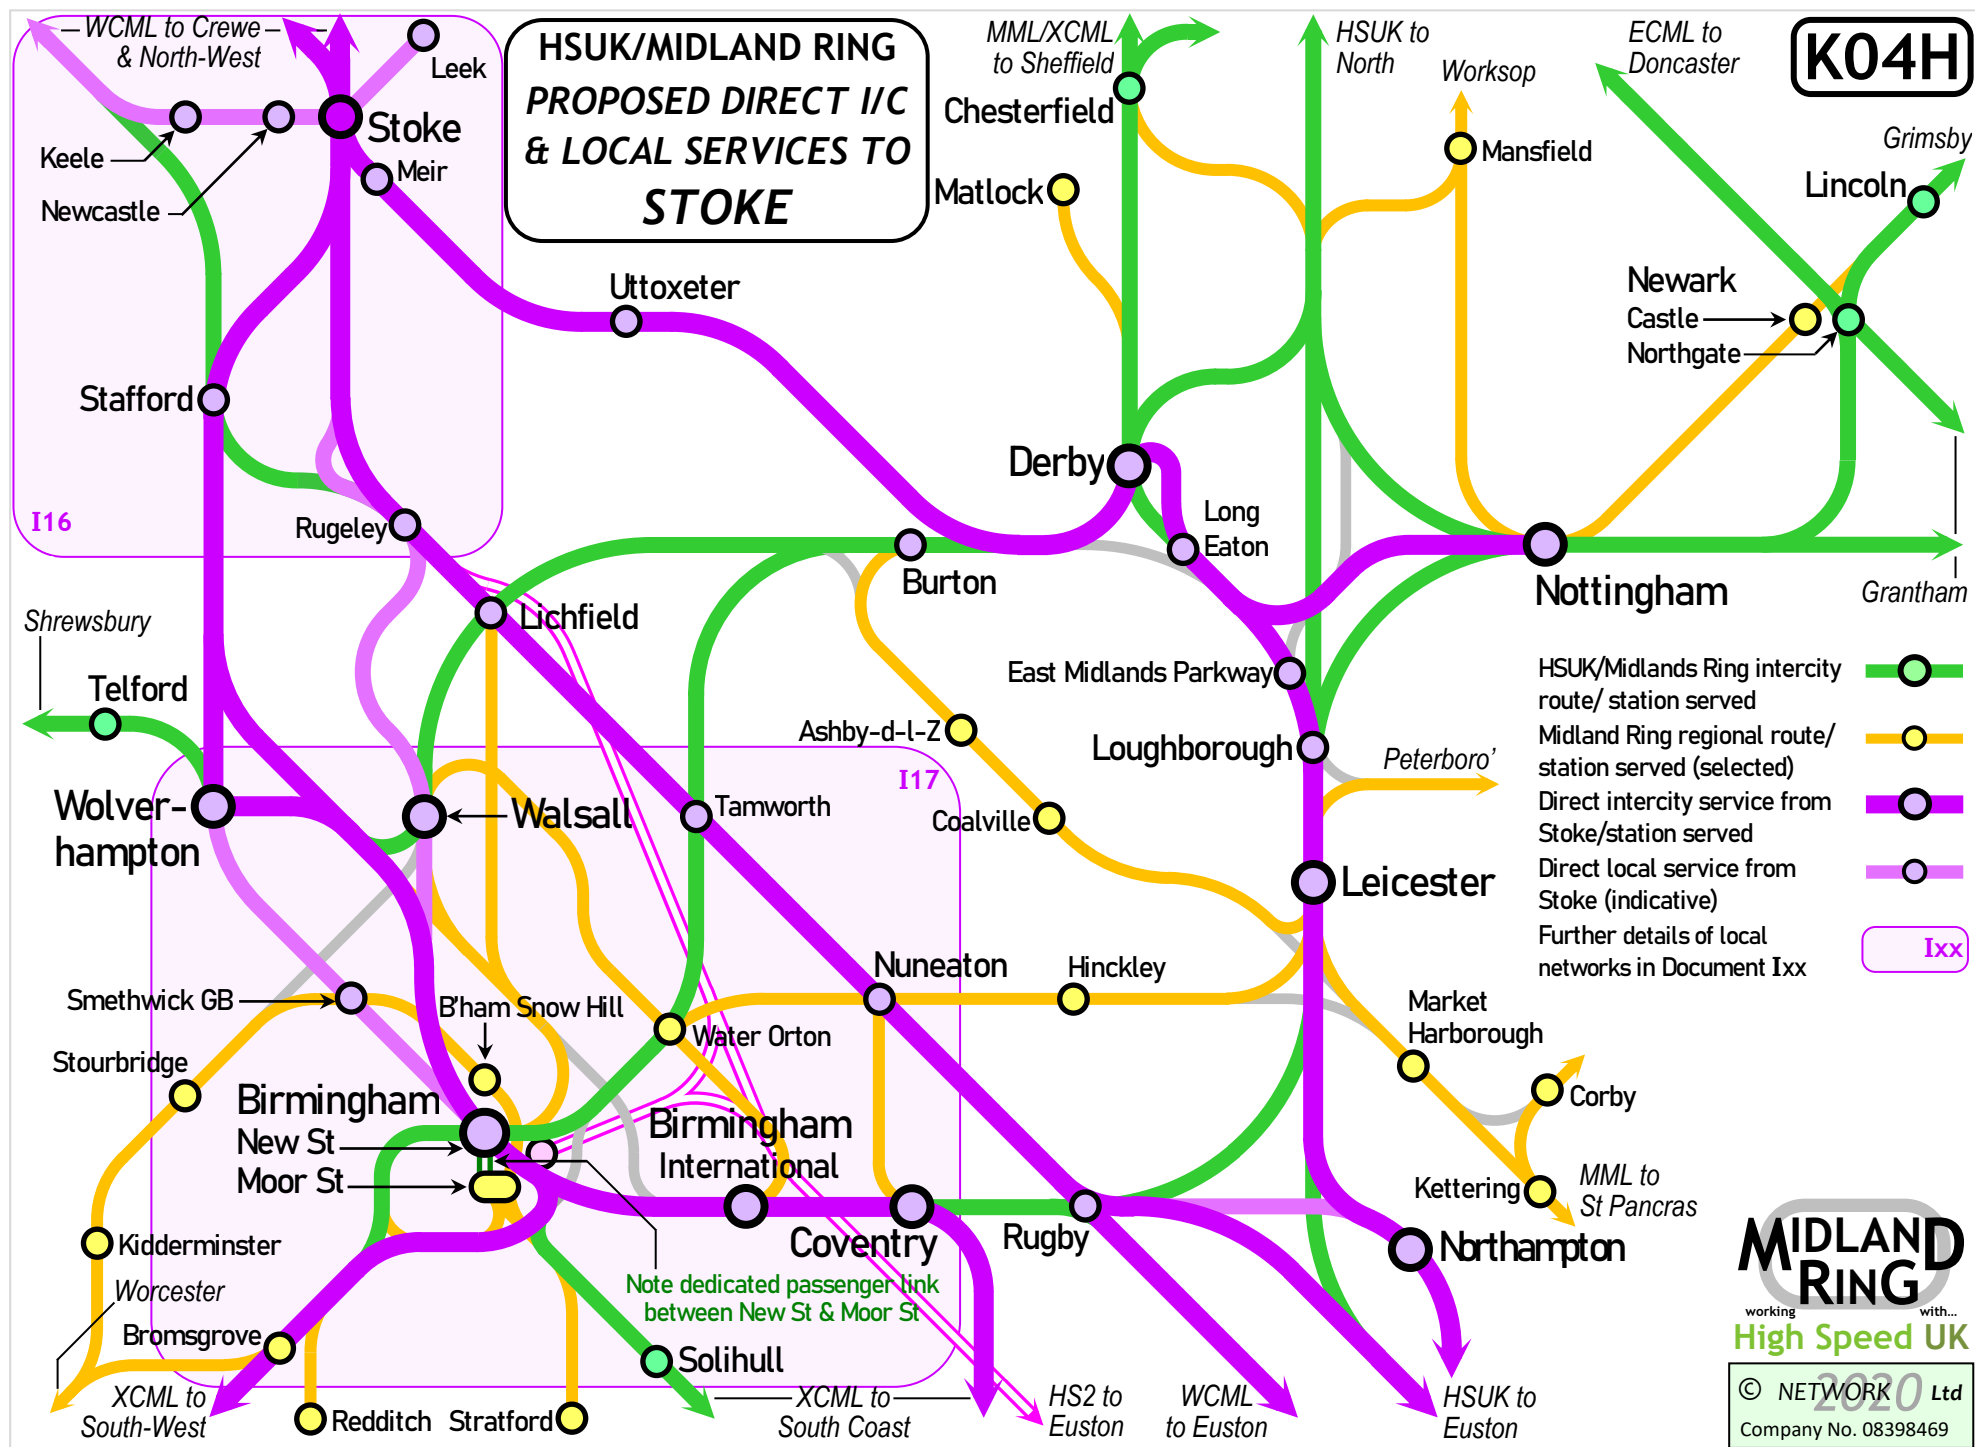 WCML to Crewe
& North-West
Leek
HSUK/MIDLAND RING
PROPOSED DIRECT I/C
& LOCAL SERVICES TO
STOKE
MML/XCML
to Sheffield
HSUK to
North
ECML to
Doncaster
K04H
Worksop
Chesterfield
Stoke
Keele
Meir
Newcastle
Mansfield
Grimsby
Lincoln
Matlock
Uttoxeter
Newark
Castle
Northgate
Stafford
Derby
Long
Eaton
I16
Rugeley
Burton
Nottingham
Grantham
Lichfield
Shrewsbury
Telford
East Midlands Parkway
Ashby-d-l-Z
Loughborough
Peterboro'
HSUK/Midlands Ring intercity
route/ station served
Midland Ring regional route/
station served (selected)
Direct intercity service from
Stoke/station served
Direct local service from
Stoke (indicative)
Further details of local
networks in Document Ixx
Ixx
I17
Wolver-
hampton
Walsall
Tamworth
Coalville
Leicester
Nuneaton
Hinckley
Smethwick GB
B'ham Snow Hill
Water Orton
Market
Harborough
Stourbridge
Corby
Birmingham
New St
Moor St
Birmingham
International
Kettering
MML to
St Pancras
Coventry
Rugby
Northampton
Kidderminster
Worcester
Note dedicated passenger link
between New St & Moor St
Bromsgrove
Solihull
XCML to
South-West
Redditch
Stratford
XCML to
South Coast
HS2 to
Euston
WCML
to Euston
HSUK to
Euston
MIDLAND
RING
working with...
High Speed UK
© NETWORK 2020 Ltd
Company No. 08398469